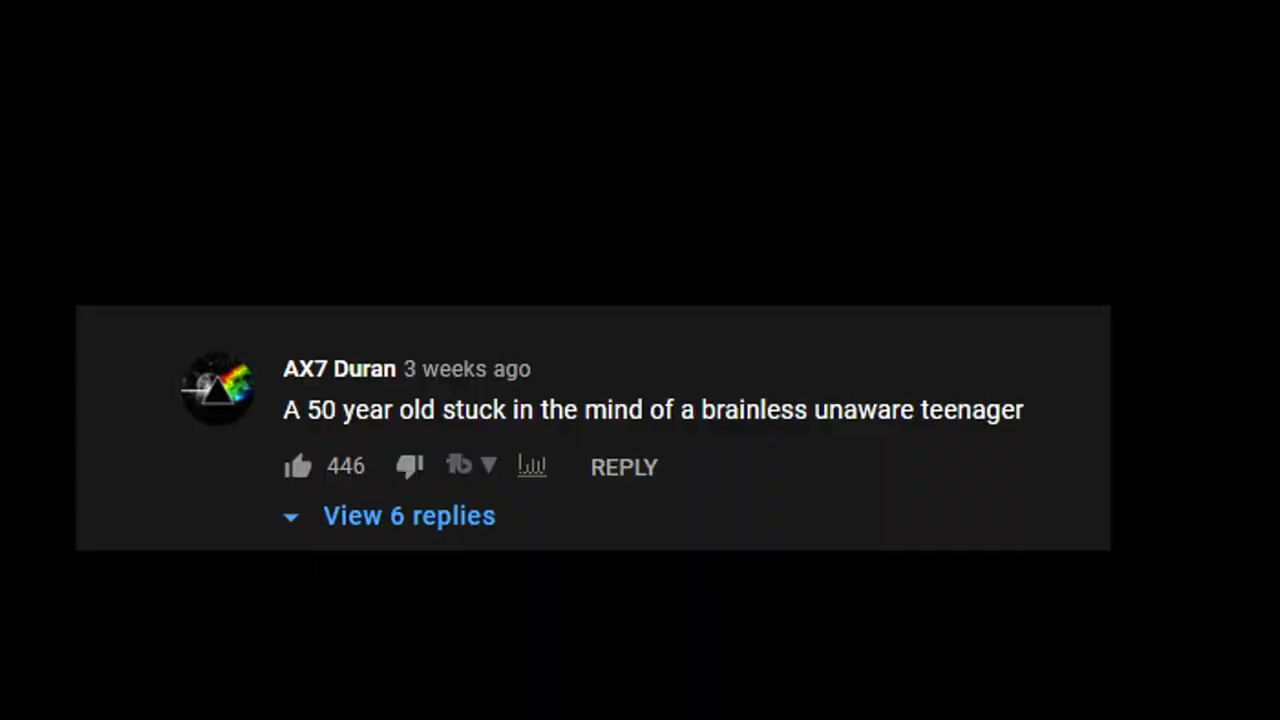 AX7 Duran 3 weeks ago
A 50 year old stuck in the mind of a brainless unaware teenager
446 REPLY
View 6 replies